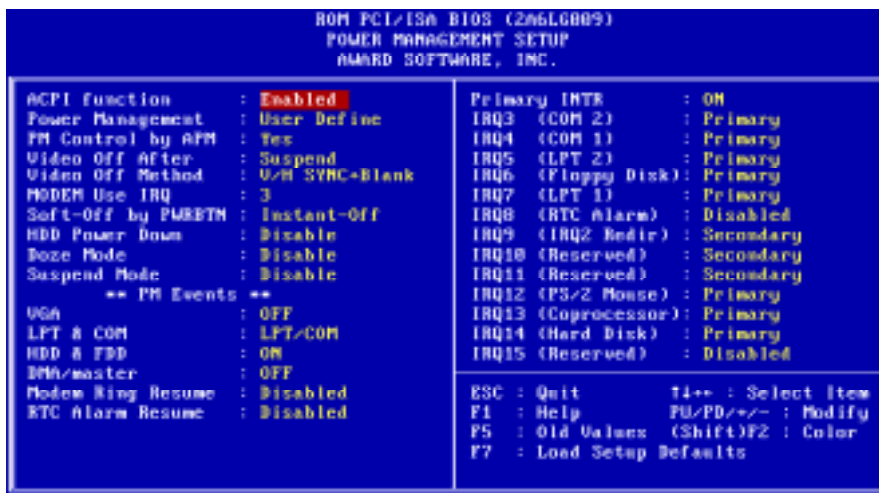 ROM PCI/ISA BIOS (2A6LG009)
POWER MANAGEMENT SETUP
AWARD SOFTWARE, INC.
ACPI function : Enabled
Power Management : User Define
PM Control by APM : Yes
Video Off After : Suspend
Video Off Method : V/H SYNC+Blank
MODEM Use IRQ : 3
Soft-Off by PWRBTN : Instant-Off
HDD Power Down : Disable
Doze Mode : Disable
Suspend Mode : Disable
** PM Events **
VGA : OFF
LPT & COM : LPT/COM
HDD & FDD : ON
DMA/master : OFF
Modem Ring Resume : Disabled
RTC Alarm Resume : Disabled
Primary INTR : ON
IRQ3 (COM 2) : Primary
IRQ4 (COM 1) : Primary
IRQ5 (LPT 2) : Primary
IRQ6 (Floppy Disk): Primary
IRQ7 (LPT 1) : Primary
IRQ8 (RTC Alarm) : Disabled
IRQ9 (IRQ2 Redir) : Secondary
IRQ10 (Reserved) : Secondary
IRQ11 (Reserved) : Secondary
IRQ12 (PS/2 Mouse) : Primary
IRQ13 (Coprocessor): Primary
IRQ14 (Hard Disk) : Primary
IRQ15 (Reserved) : Disabled
ESC : Quit ↑↓→← : Select Item
F1 : Help PU/PD/+/- : Modify
F5 : Old Values (Shift)F2 : Color
F7 : Load Setup Defaults